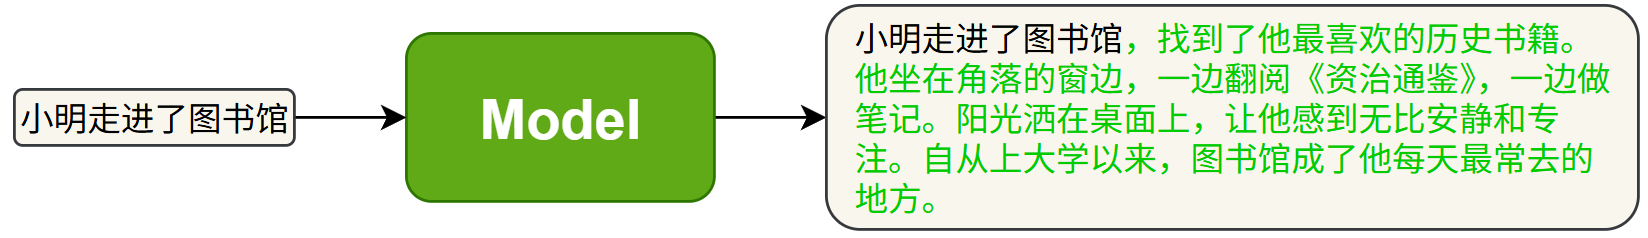 小明走进了图书馆
Model
小明走进了图书馆，找到了他最喜欢的历史书籍。
他坐在角落的窗边，一边翻阅《资治通鉴》，一边做
笔记。阳光洒在桌面上，让他感到无比安静和专
注。自从上大学以来，图书馆成了他每天最常去的
地方。